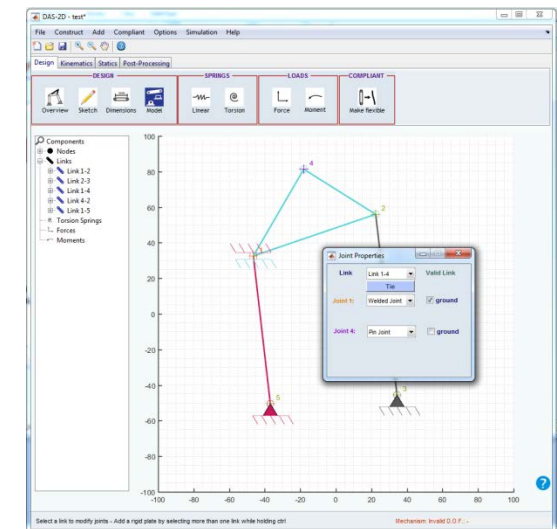 DAS-2D - test*
File Construct Add Compliant Options Simulation Help
Design Kinematics Statics Post-Processing
DESIGN SPRINGS LOADS COMPLIANT
Overview Sketch Dimensions Model Linear Torsion Force Moment Make flexible
Components
Nodes
Links
Link 1-2
Link 2-3
Link 1-4
Link 4-2
Link 1-5
Torsion Springs
Forces
Moments
100
80
60
40
20
0
-20
-40
-60
-80
-100
4
2
5
3
Joint Properties
Link Link 1-4 Valid Link
Tie
Joint 1: Welded Joint ground
Joint 4: Pin Joint ground
-100 -80 -60 -40 -20 0 20 40 60 80 100
Select a link to modify joints - Add a rigid plate by selecting more than one link while holding ctrl
Mechanism: Invalid D.O.F.: -